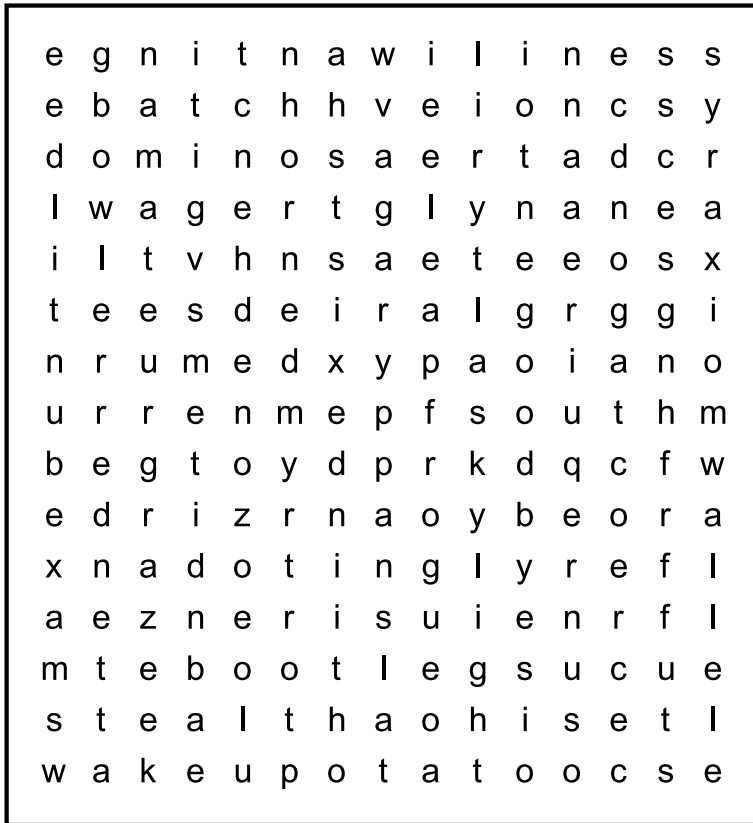 e g n i t n a w i l i n e s s
e b a t c h h v e i o n c s y
d o m i n o s a e r t a d c r
l w a g e r t g l y n a n e a
i l t v h n s a e t e e o s x
t e e s d e i r a l g r g g i
n r u m e d x y p a o i a n o
u r r e n m e p f s o u t h m
b e g t o y d p r k d q c f w
e d r i z r n a o y b e o r a
x n a d o t i n g l y r e f l
a e z n e r i s u i e n r f l
m t e b o o t l e g s u c u e
s t e a l t h a o h i s e t l
w a k e u p o t a t o o c s e